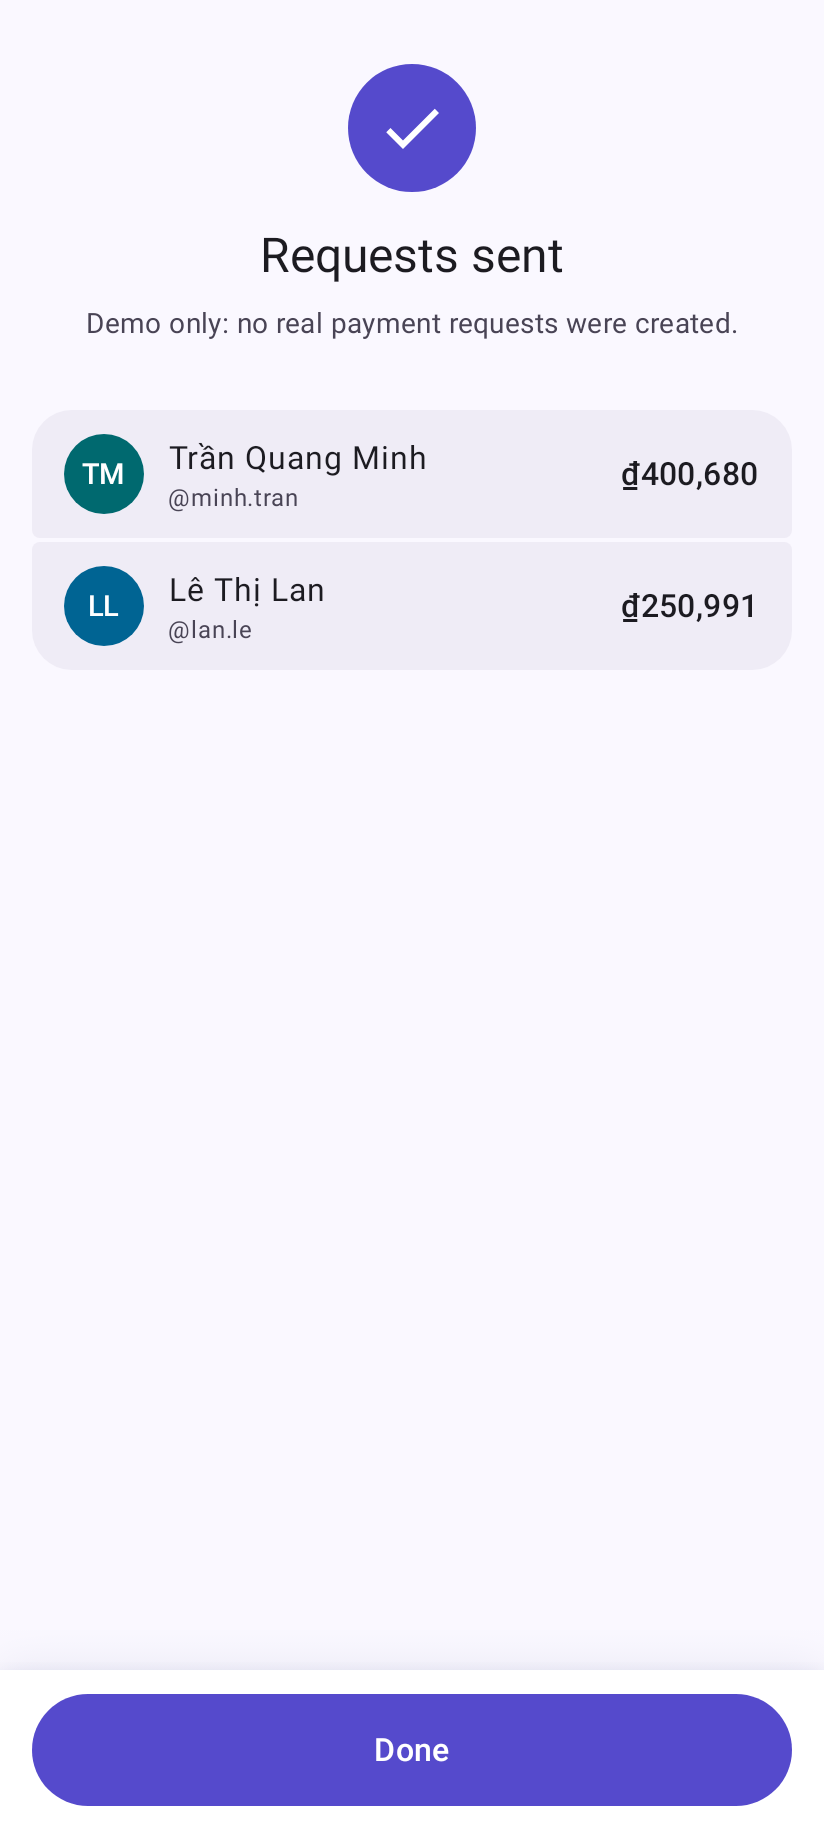 Requests sent
Demo only: no real payment requests were created.
TM
Trần Quang Minh
@minh.tran
₫400,680
LL
Lê Thị Lan
@lan.le
₫250,991
Done